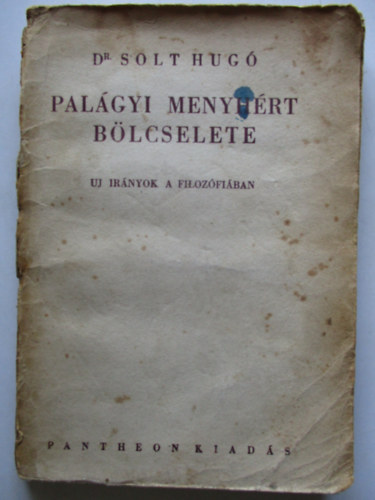 DR. SOLT HUGÓ
PALÁGYI MENYHÉRT
BÖLCSELETE
UJ IRÁNYOK A FILOZÓFIÁBAN
PANTHEON KIADÁS